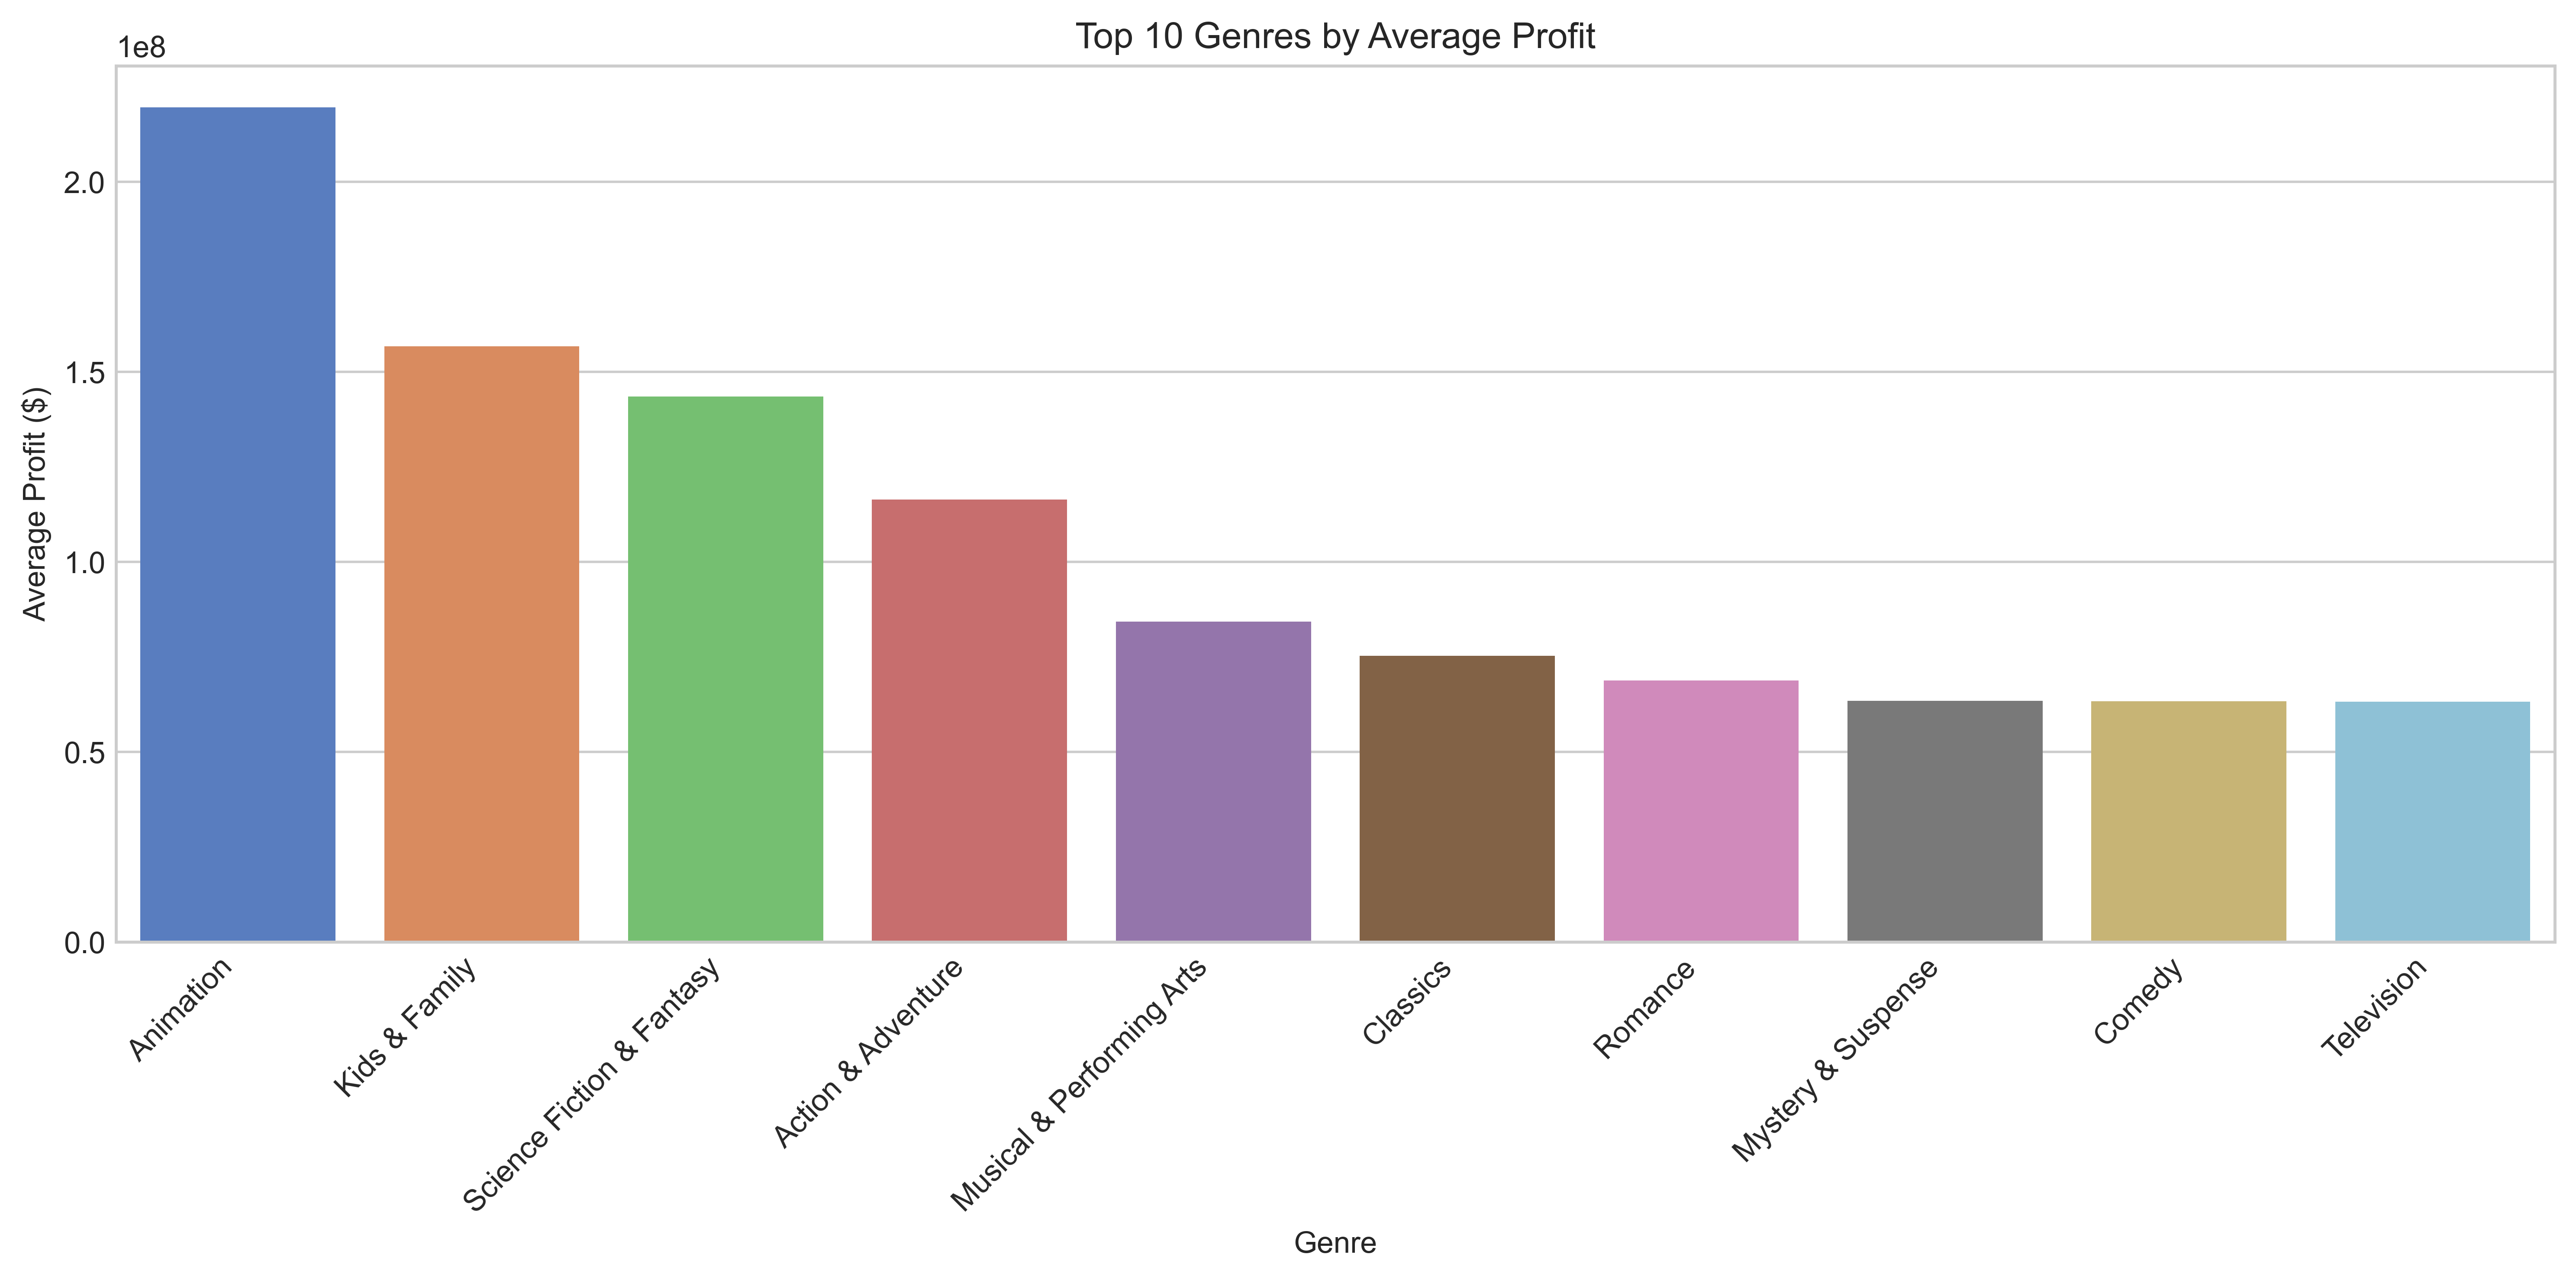 Top 10 Genres by Average Profit
1e8
Average Profit ($)
2.0
1.5
1.0
0.5
0.0
Animation
Kids & Family
Science Fiction & Fantasy
Action & Adventure
Musical & Performing Arts
Classics
Romance
Mystery & Suspense
Comedy
Television
Genre